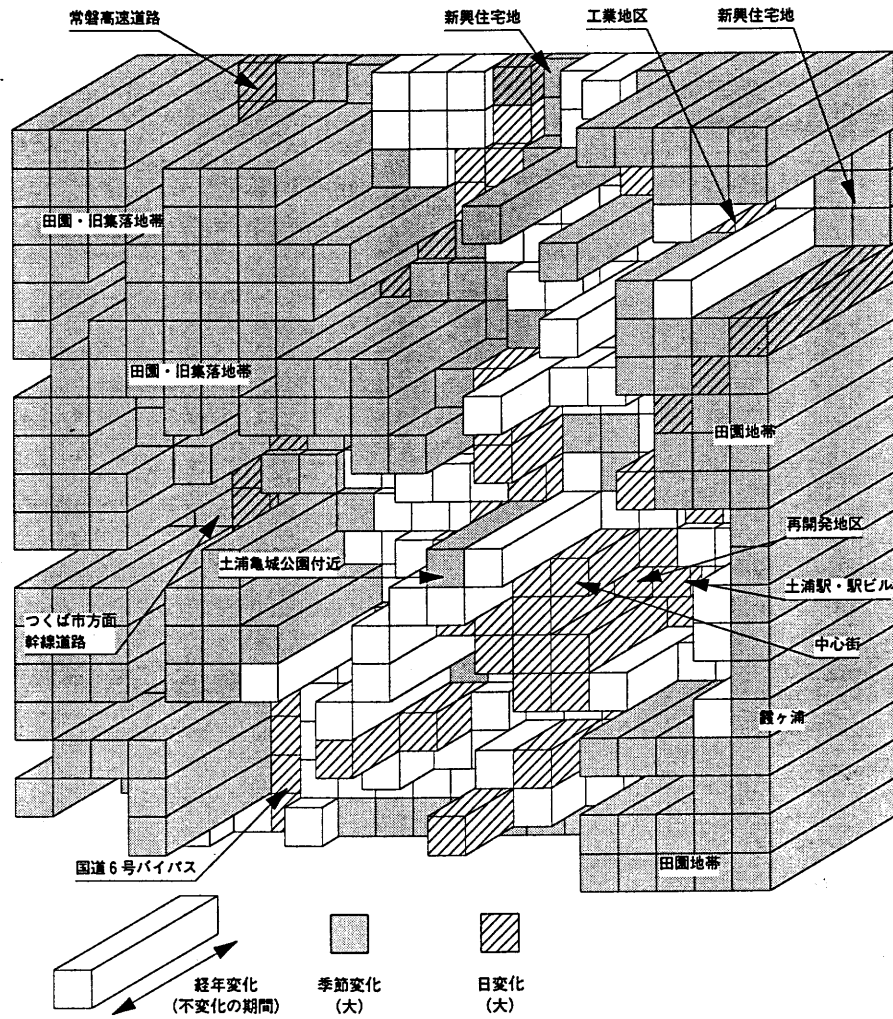 常磐高速道路
新興住宅地
工業地区
新興住宅地
田園・旧集落地帯
田園・旧集落地帯
田園地帯
再開発地区
土浦亀城公園付近
土浦駅・駅ビル
つくば市方面
幹線道路
中心街
霞ヶ浦
国道6号バイパス
田園地帯
経年変化
(不変化の期間)
季節変化
(大)
日変化
(大)